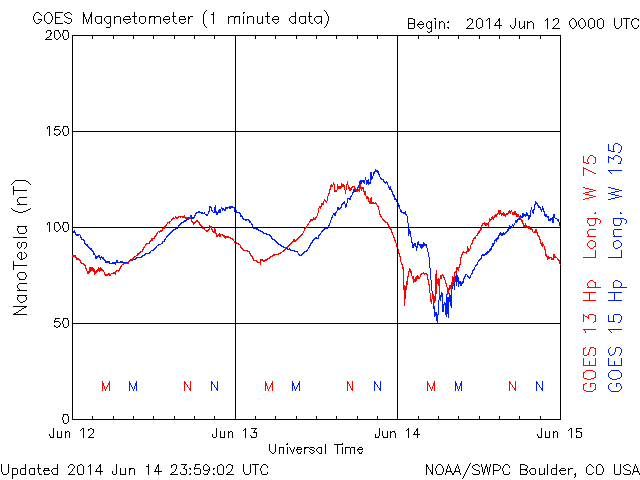 GOES Magnetometer (1 minute data)
Begin: 2014 Jun 12 0000 UTC
200
150
100
50
0
NanoTesla (nT)
M M N N M M N N M M N N
Jun 12 Jun 13 Jun 14 Jun 15
Universal Time
GOES 13 Hp Long. W 75
GOES 15 Hp Long. W 135
Updated 2014 Jun 14 23:59:02 UTC
NOAA/SWPC Boulder, CO USA